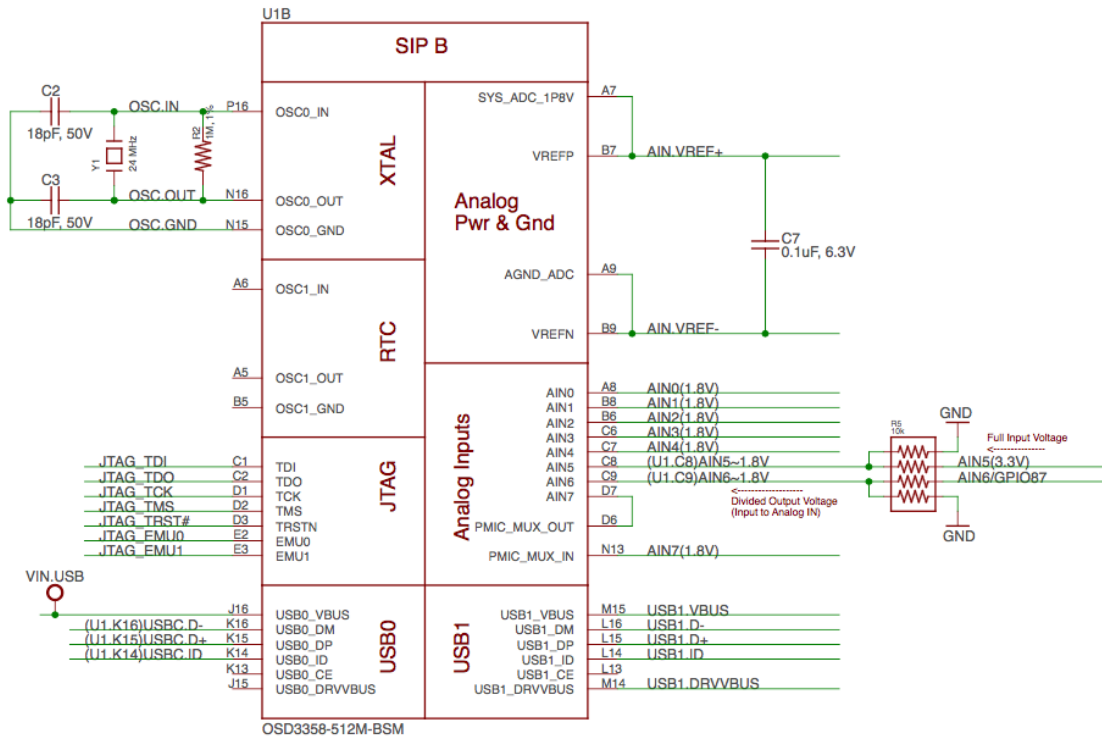 U1B
SIP B
C2
18pF, 50V
OSC.IN
P16
OSC0_IN
Y1
24 MHz
R2
1M, 1%
C3
18pF, 50V
OSC.OUT
N16
OSC0_OUT
OSC.GND
N15
OSC0_GND
XTAL
A6
OSC1_IN
A5
OSC1_OUT
B5
OSC1_GND
RTC
JTAG_TDI C1 TDI
JTAG_TDO C2 TDO
JTAG_TCK D1 TCK
JTAG_TMS D2 TMS
JTAG_TRST# D3 TRSTN
JTAG_EMU0 E2 EMU0
JTAG_EMU1 E3 EMU1
JTAG
VIN.USB
J16 USB0_VBUS
(U1.K16)USBC.D- K16 USB0_DM
(U1.K15)USBC.D+ K15 USB0_DP
(U1.K14)USBC.ID K14 USB0_ID
K13 USB0_CE
J15 USB0_DRVVBUS
USB0
SYS_ADC_1P8V A7
VREFP B7 AIN.VREF+
Analog
Pwr & Gnd
C7
0.1uF, 6.3V
AGND_ADC A9
VREFN B9 AIN.VREF-
Analog Inputs
AIN0 A8 AIN0(1.8V)
AIN1 B8 AIN1(1.8V)
AIN2 B6 AIN2(1.8V)
AIN3 C6 AIN3(1.8V)
AIN4 C7 AIN4(1.8V)
AIN5 C8 (U1.C8)AIN5~1.8V
AIN6 C9 (U1.C9)AIN6~1.8V
AIN7 D7
PMIC_MUX_OUT D6
PMIC_MUX_IN N13 AIN7(1.8V)
R5
10k
GND
Full Input Voltage
<---------------------
AIN5(3.3V)
AIN6/GPIO87
<---------------------
Divided Output Voltage
(Input to Analog IN)
GND
USB1
USB1_VBUS M15 USB1.VBUS
USB1_DM L16 USB1.D-
USB1_DP L15 USB1.D+
USB1_ID L14 USB1.ID
USB1_CE L13
USB1_DRVVBUS M14 USB1.DRVVBUS
OSD3358-512M-BSM